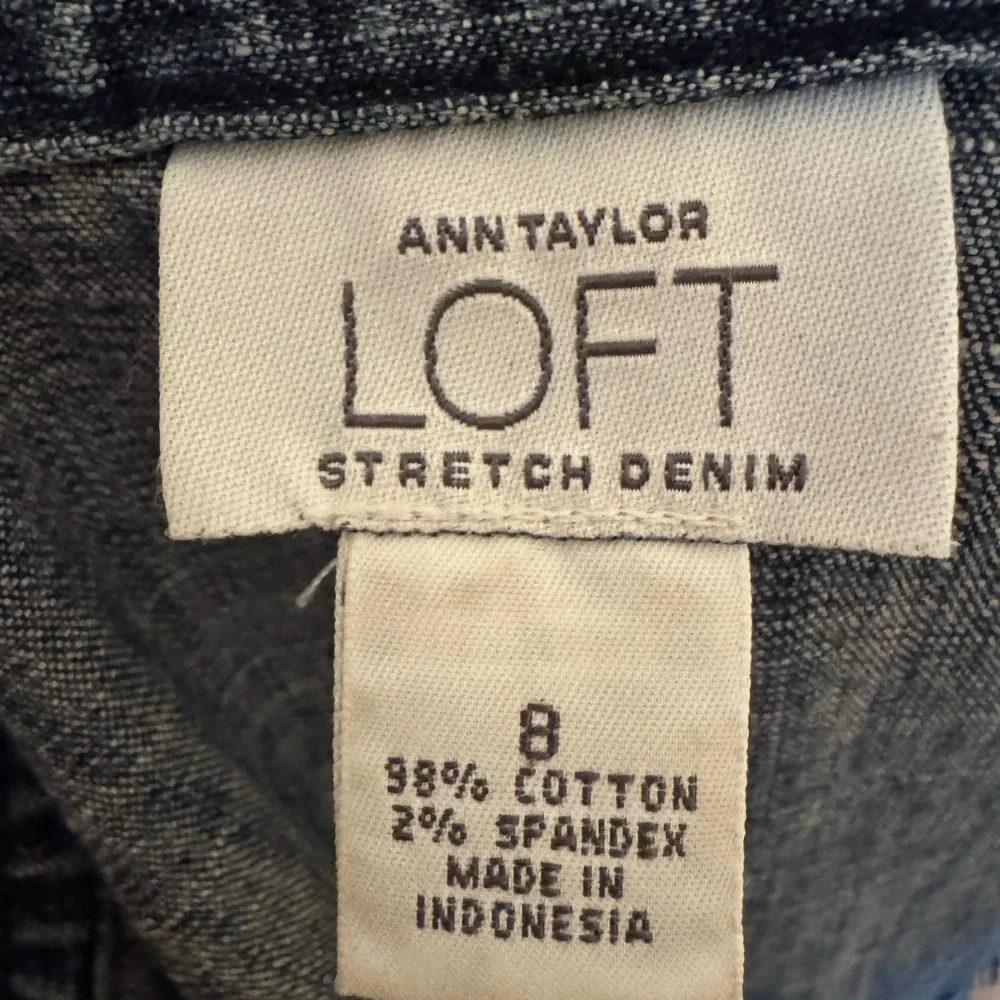 ANN TAYLOR
LOFT
STRETCH DENIM
8
98% COTTON
2% SPANDEX
MADE IN
INDONESIA